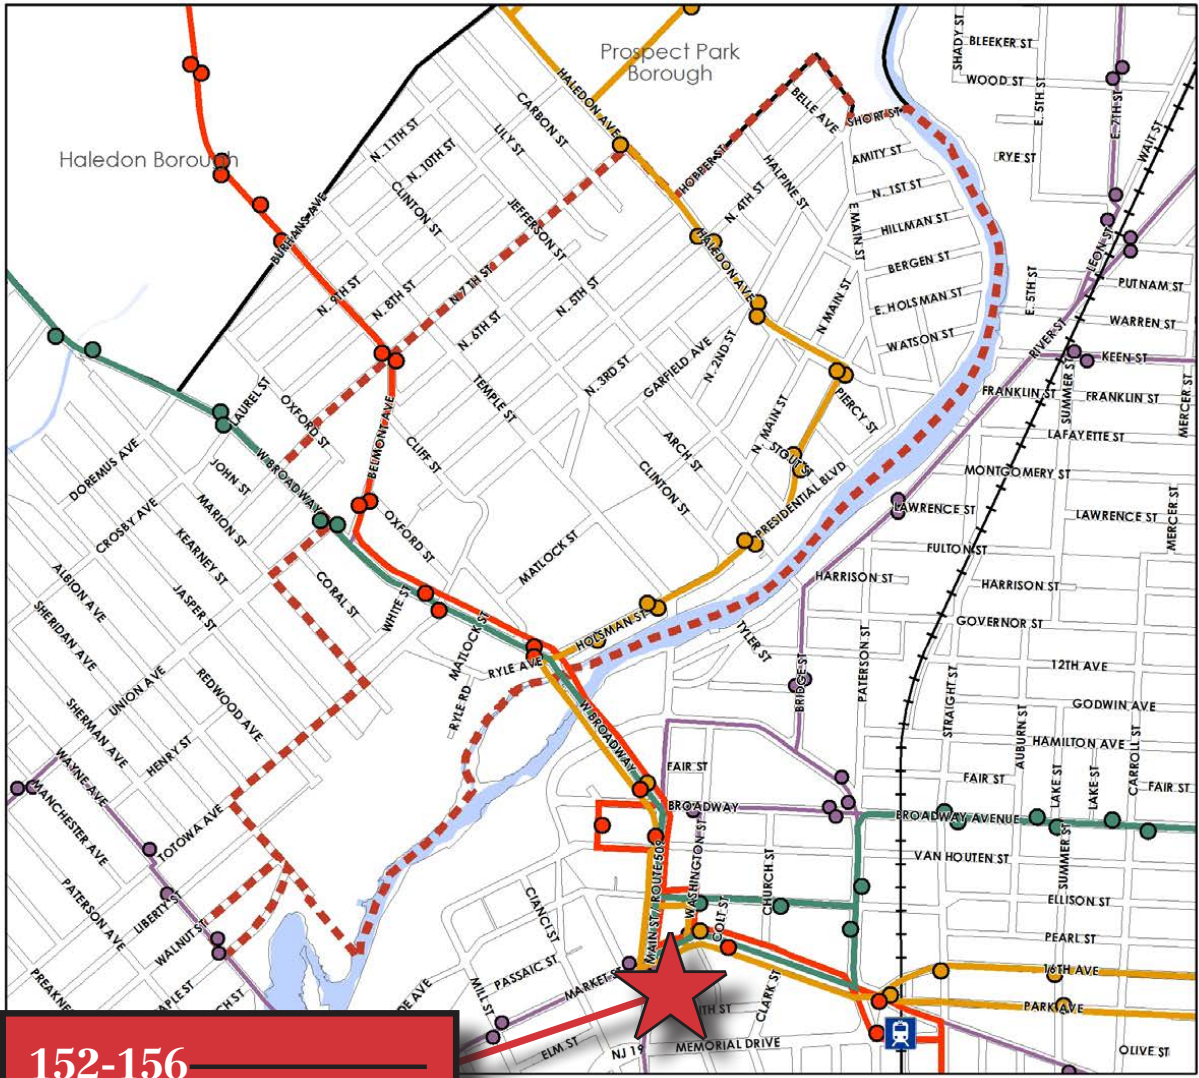 SHADY ST
BLEEKER ST
Prospect Park
Borough
WOOD ST
HALEDON AVE
BELLE AVE
E. 5TH ST
E. 7TH ST
CARBON ST
SHORT ST
N. 11TH ST
LILY ST
WAIT ST
Haledon Borough
N. 10TH ST
HOPPER ST
AMITY ST
RYE ST
HALPINE ST
CLINTON ST
N. 4TH ST
N. 1ST ST
BURHANS AVE
JEFFERSON ST
E MAIN ST
HILLMAN ST
HALEDON AVE
LEON ST
BERGEN ST
N. 9TH ST
N. 8TH ST
N. 7TH ST
N. 5TH ST
E. 5TH ST
PUTNAM ST
N MAIN ST
E. HOLSMAN ST
WARREN ST
N. 6TH ST
WATSON ST
RIVER ST
N. 2ND ST
GARFIELD AVE
KEEN ST
N. 3RD ST
SUMMER ST
LAUREL ST
OXFORD ST
TEMPLE ST
PIERCY ST
FRANKLIN ST
FRANKLIN ST
MERCER ST
BELMONT AVE
N. MAIN ST
CLIFF ST
ARCH ST
STOUT ST
LAFAYETTE ST
DOREMUS AVE
W BROADWAY
JOHN ST
CLINTON ST
PRESIDENTIAL BLVD
MONTGOMERY ST
MARION ST
CROSBY AVE
OXFORD ST
LAWRENCE ST
LAWRENCE ST
MERCER ST
KEARNEY ST
MATLOCK ST
FULTON ST
ALBION AVE
CORAL ST
WHITE ST
HARRISON ST
HARRISON ST
JASPER ST
SHERIDAN AVE
MATLOCK ST
HOLSMAN ST
TYLER ST
GOVERNOR ST
PATERSON ST
BRIDGE ST
RYLE AVE
12TH AVE
UNION AVE
REDWOOD AVE
RYLE RD
STRAIGHT ST
SHERMAN AVE
W BROADWAY
AUBURN ST
GODWIN AVE
HENRY ST
HAMILTON AVE
CARROLL ST
WAYNE AVE
FAIR ST
FAIR ST
LAKE ST
LAKE ST
FAIR ST
MANCHESTER AVE
TOTOWA AVE
BROADWAY
BROADWAY AVENUE
WASHINGTON ST
VAN HOUTEN ST
SUMMER ST
CHURCH ST
PATERSON AVE
LIBERTY ST
CIANCI ST
MAIN ST / ROUTE 509
COLT ST
ELLISON ST
WALNUT ST
PEARL ST
PASSAIC ST
16TH AVE
MARKET ST
MILL ST
CLARK ST
PARK AVE
ELM ST
NJ 19
MEMORIAL DRIVE
OLIVE ST
152-156